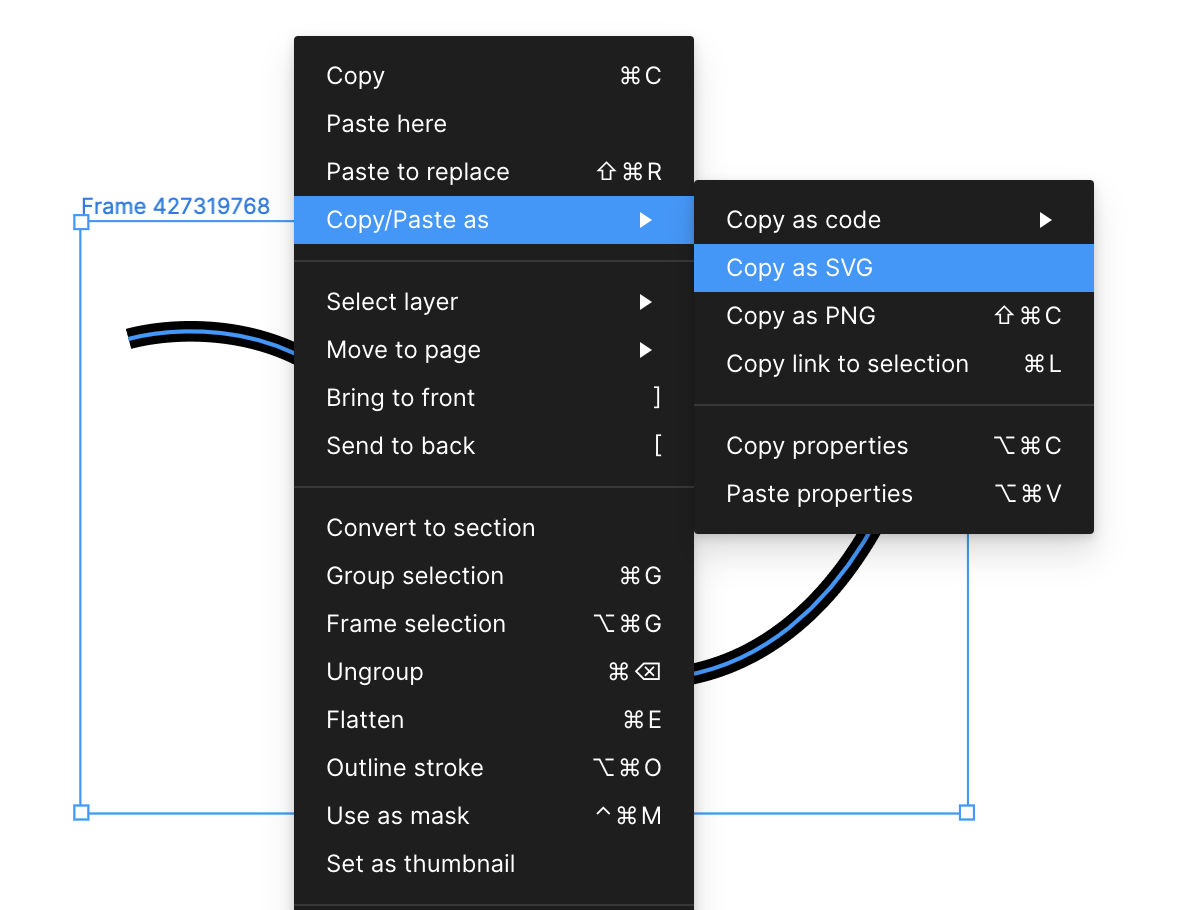 Frame 427319768
Copy ⌘C
Paste here
Paste to replace ⇧⌘R
Copy/Paste as ▶
Select layer ▶
Move to page ▶
Bring to front ]
Send to back [
Convert to section
Group selection ⌘G
Frame selection ⌥⌘G
Ungroup ⌘⌫
Flatten ⌘E
Outline stroke ⌥⌘O
Use as mask ^⌘M
Set as thumbnail
Copy as code ▶
Copy as SVG
Copy as PNG ⇧⌘C
Copy link to selection ⌘L
Copy properties ⌥⌘C
Paste properties ⌥⌘V